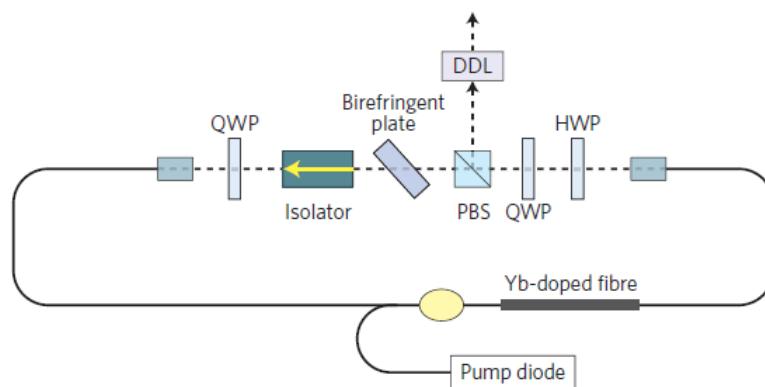 DDL
Birefringent
plate
QWP
HWP
Isolator
PBS
QWP
Yb-doped fibre
Pump diode